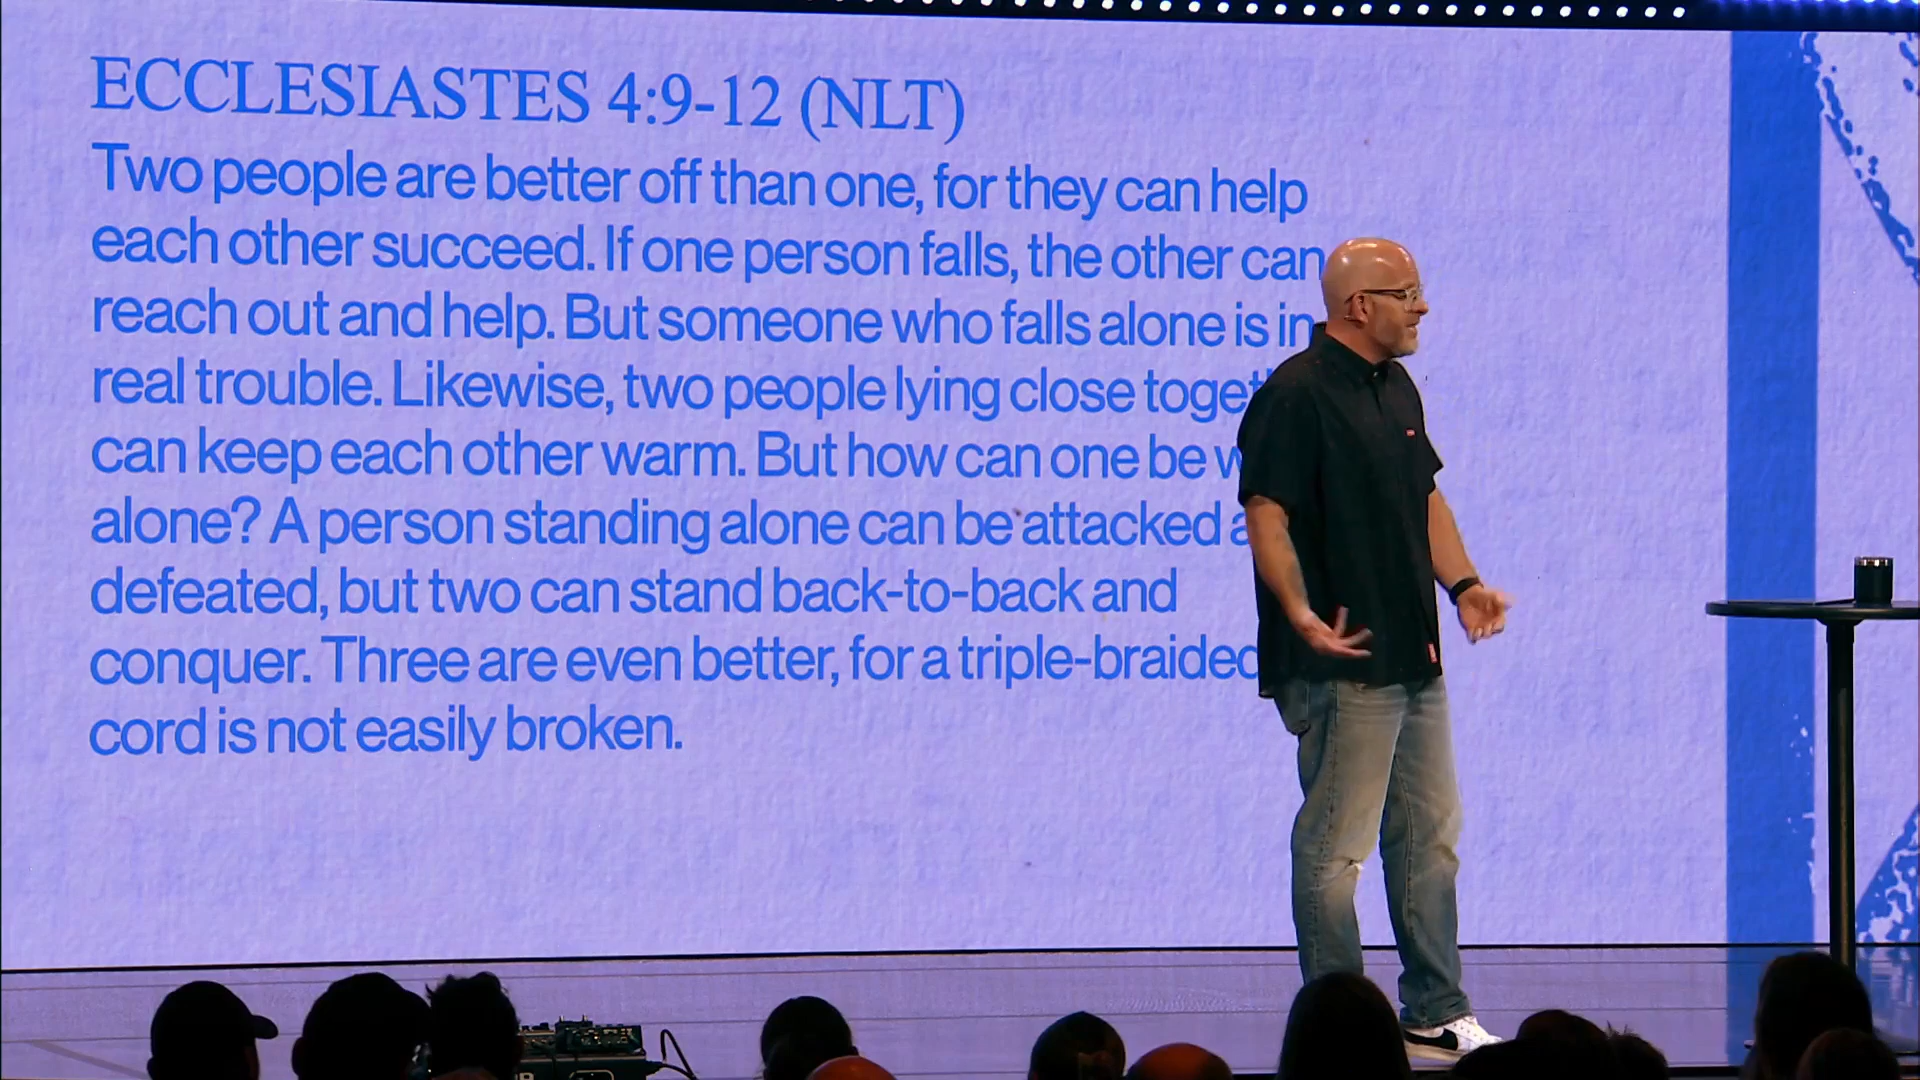 ECCLESIASTES 4:9-12 (NLT)
Two people are better off than one, for they can help
each other succeed. If one person falls, the other can
reach out and help. But someone who falls alone is in
real trouble. Likewise, two people lying close
can keep each other warm. But how can one be
alone? A person standing alone can be attacked
defeated, but two can stand back-to-back and
conquer. Three are even better, for a triple-braided
cord is not easily broken.